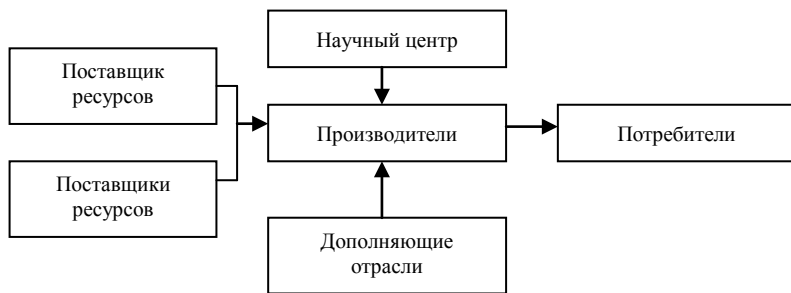 Научный центр
Поставщик
ресурсов
Производители
Потребители
Поставщики
ресурсов
Дополняющие
отрасли